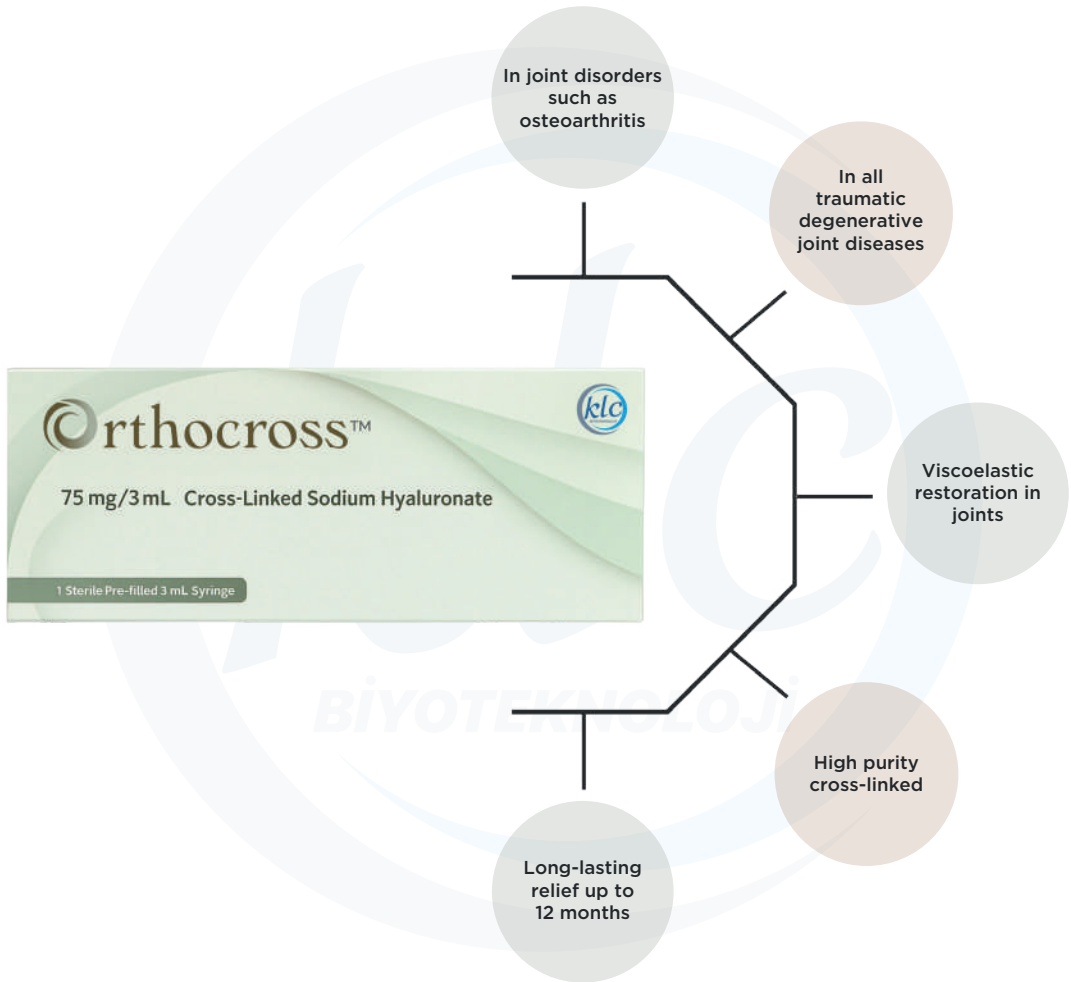 In joint disorders
such as
osteoarthritis
In all
traumatic
degenerative
joint diseases
Orthocross™
klc
75 mg/3 mL Cross-Linked Sodium Hyaluronate
1 Sterile Pre-filled 3 mL Syringe
Viscoelastic
restoration in
joints
klc
BİYOTEKNOLOJİ
High purity
cross-linked
Long-lasting
relief up to
12 months